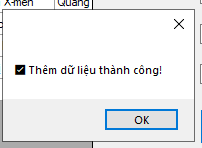 X-men Quang
Thêm dữ liệu thành công!
OK